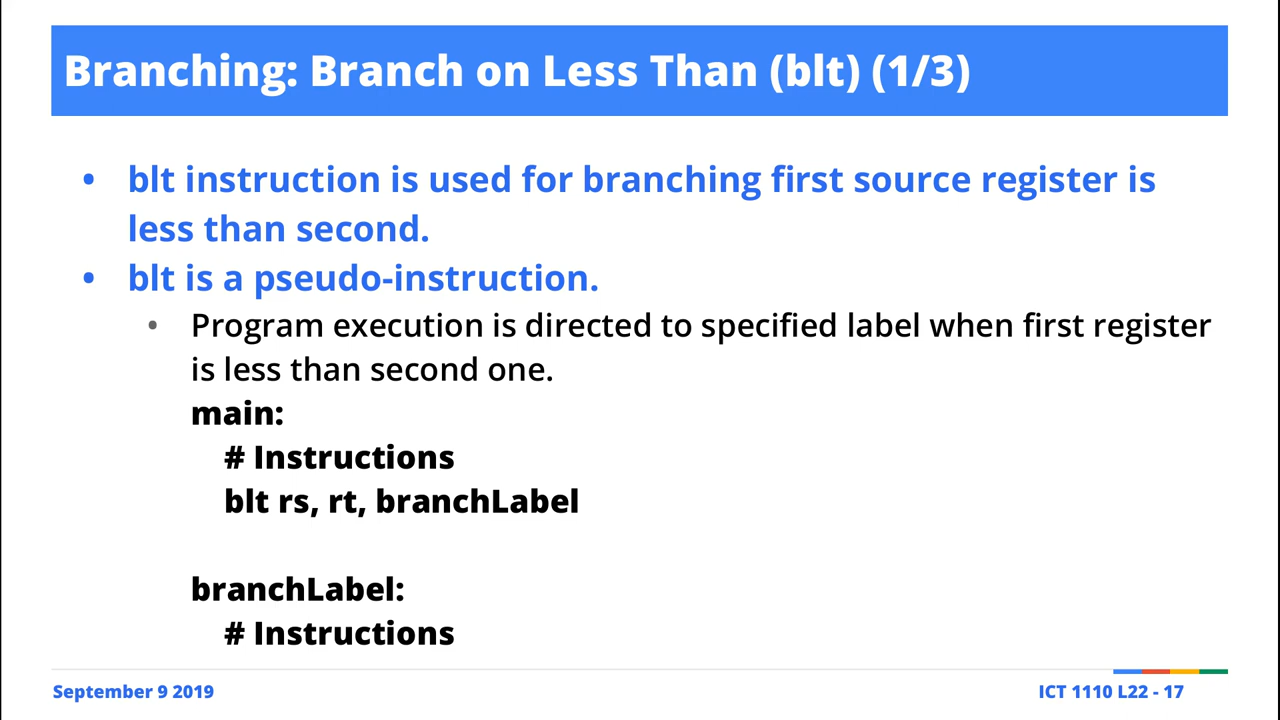 Branching: Branch on Less Than (blt) (1/3)
• blt instruction is used for branching first source register is
less than second.
• blt is a pseudo-instruction.
• Program execution is directed to specified label when first register
is less than second one.
main:
# Instructions
blt rs, rt, branchLabel
branchLabel:
# Instructions
September 9 2019
ICT 1110 L22 - 17